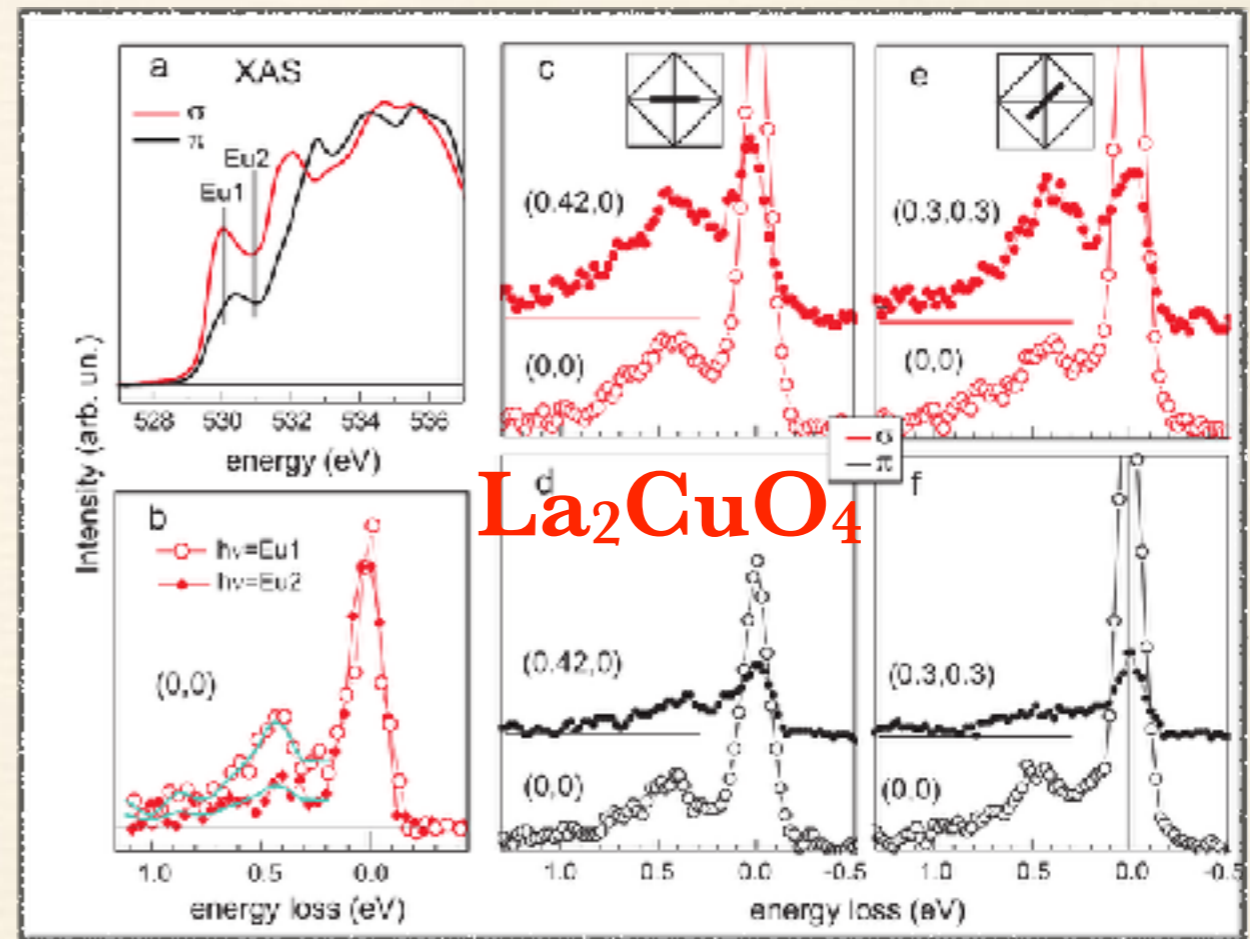 a XAS
σ
π
Eu2
Eu1
528 530 532 534 536
energy (eV)
Intensity (arb. un.)
b
hν=Eu1
hν=Eu2
(0,0)
1.0 0.5 0.0
energy loss (eV)
c
(0.42,0)
(0,0)
e
(0.3,0.3)
(0,0)
σ
π
La₂CuO₄
d
(0.42,0)
(0,0)
1.0 0.5 0.0 -0.5
f
(0.3,0.3)
(0,0)
1.0 0.5 0.0 -0.5
energy loss (eV)